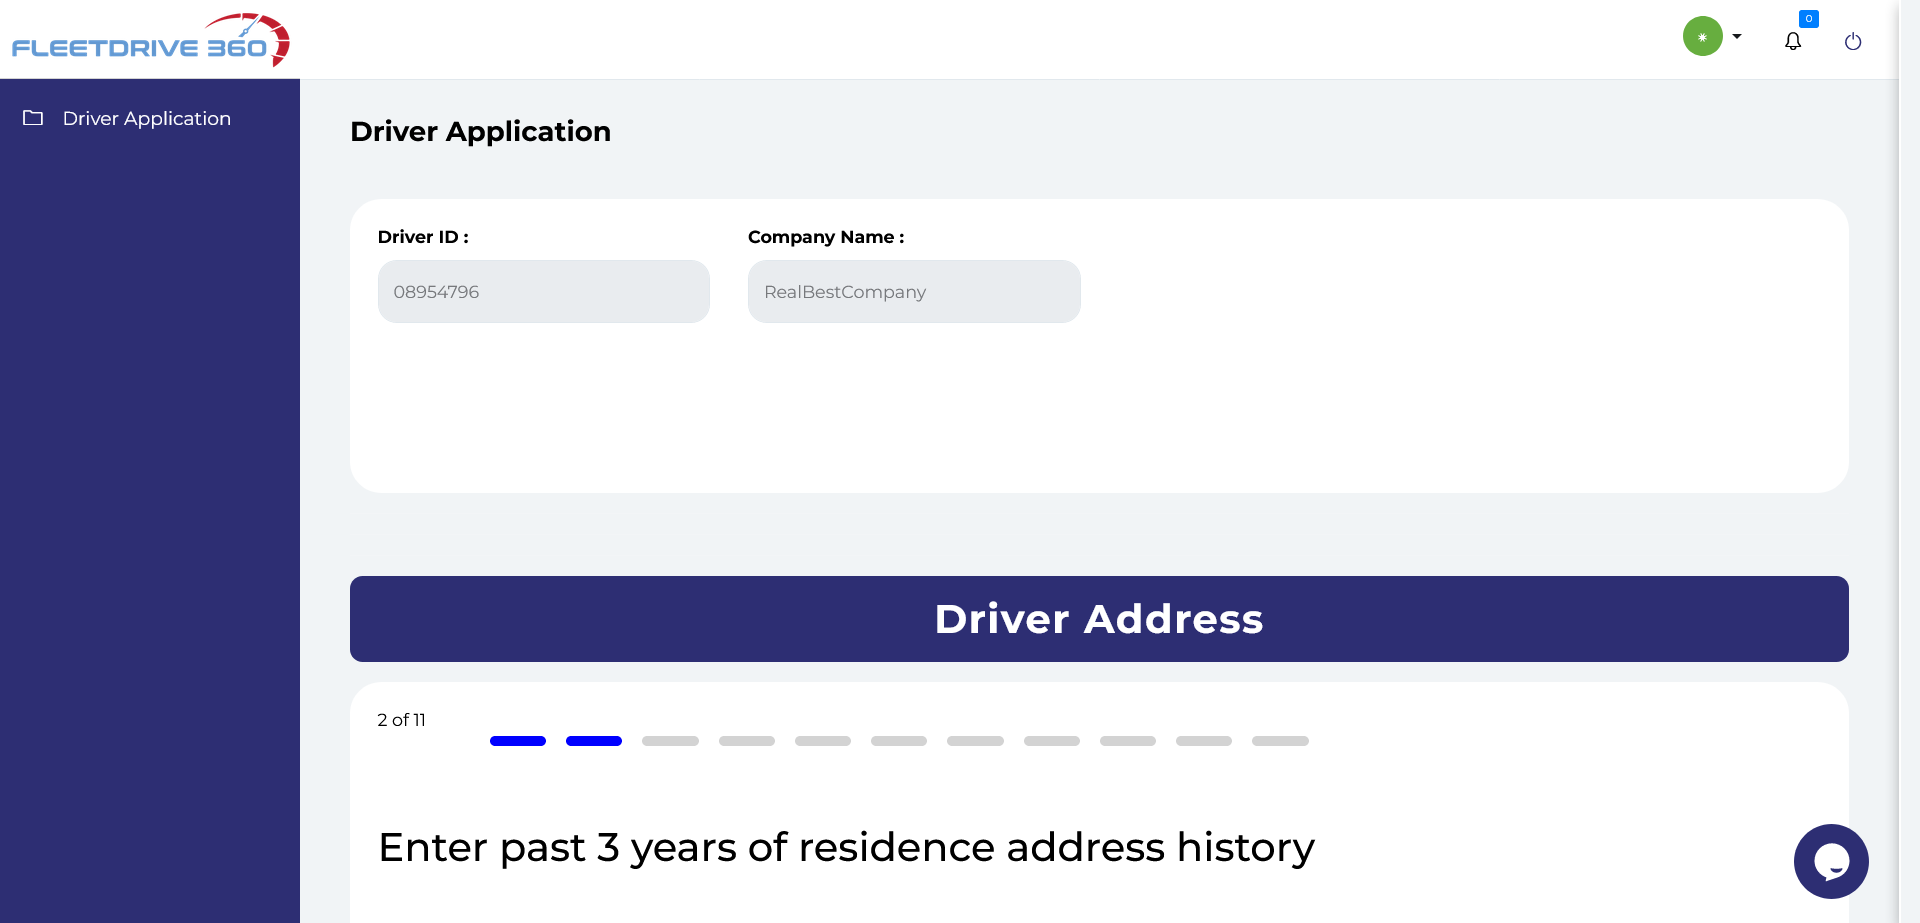 FLEETDRIVE 360
0
Driver Application
Driver Application
Driver ID :
Company Name :
08954796
RealBestCompany
Driver Address
2 of 11
Enter past 3 years of residence address history